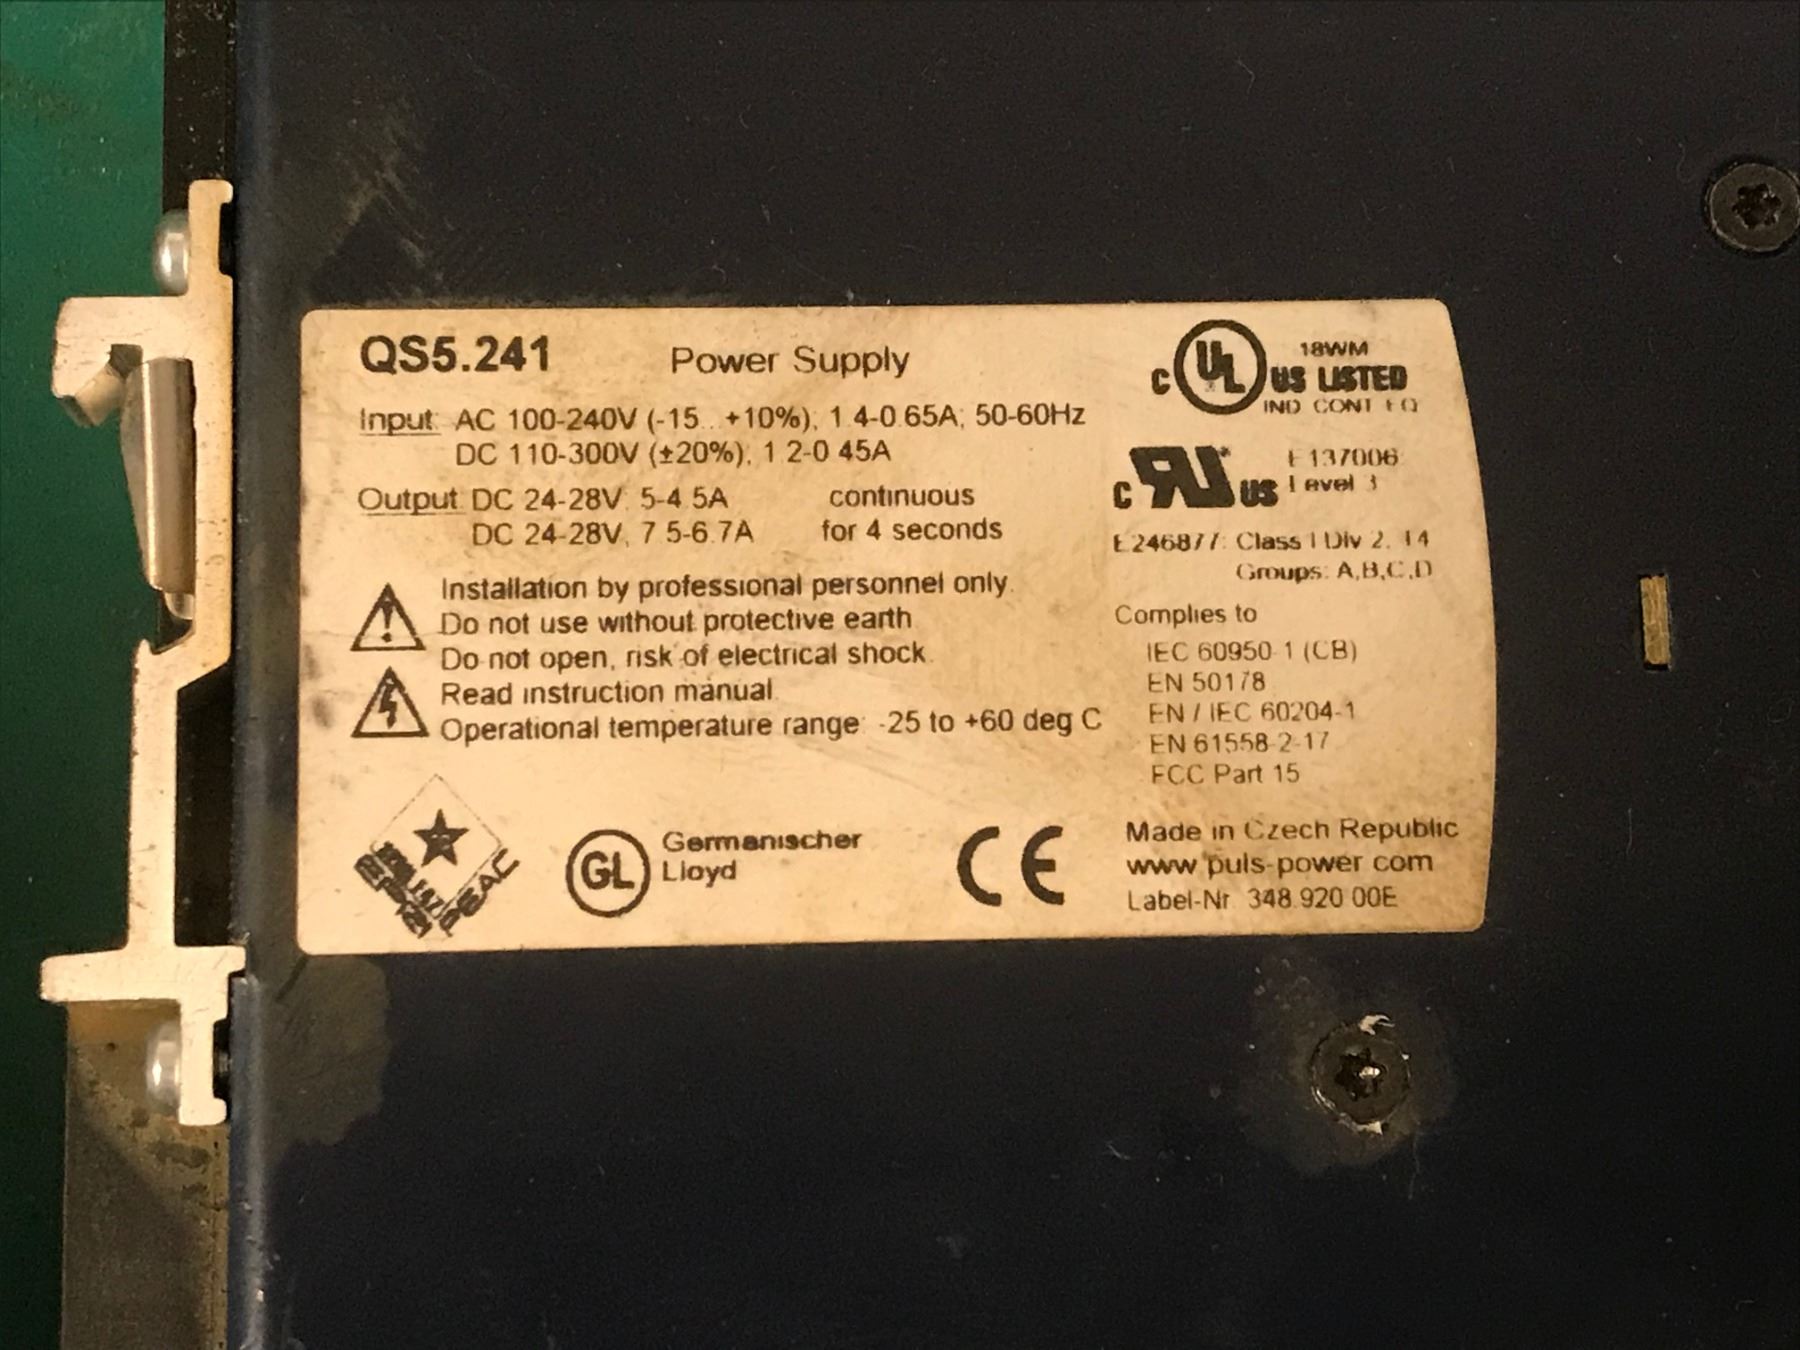 QS5.241 Power Supply
Input: AC 100-240V (-15...+10%), 1.4-0.65A, 50-60Hz
DC 110-300V (±20%), 1.2-0.45A
Output: DC 24-28V, 5-4.5A continuous
DC 24-28V, 7.5-6.7A for 4 seconds
Installation by professional personnel only.
Do not use without protective earth.
Do not open, risk of electrical shock.
Read instruction manual.
Operational temperature range: -25 to +60 deg C
PSAC
GL Germanischer
Lloyd
CE
C UL US LISTED
18WM
IND CONT EQ
C UR US
E137006
Level 3
E246877: Class I Div 2, T4
Groups: A,B,C,D
Complies to
IEC 60950-1 (CB)
EN 50178
EN / IEC 60204-1
EN 61558-2-17
FCC Part 15
Made in Czech Republic
www.puls-power.com
Label-Nr. 348.920.00E